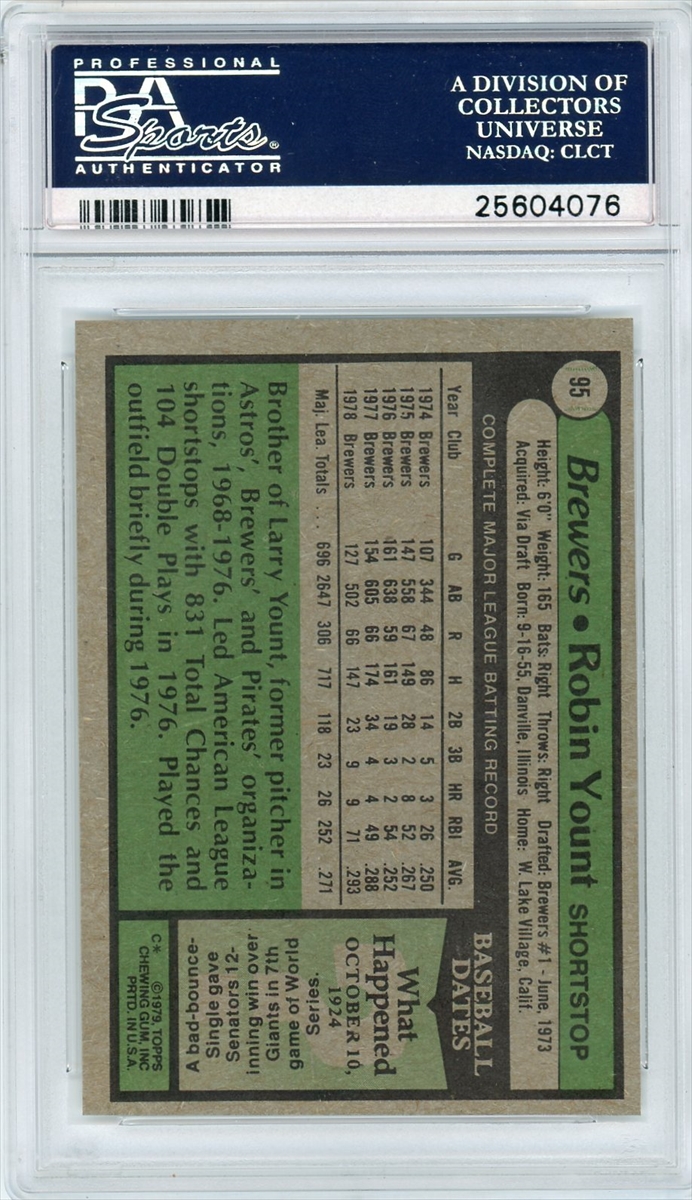 PROFESSIONAL
PSA
Sports®
AUTHENTICATOR
A DIVISION OF
COLLECTORS
UNIVERSE
NASDAQ: CLCT
25604076
95
Brewers • Robin Yount SHORTSTOP
Height: 6'0" Weight: 165 Bats: Right Throws: Right Drafted: Brewers #1 - June, 1973
Acquired: Via Draft Born: 9-16-55, Danville, Illinois Home: W. Lake Village, Calif.
COMPLETE MAJOR LEAGUE BATTING RECORD
Year Club G AB R H 2B 3B HR RBI AVG.
1974 Brewers 107 344 48 86 14 5 3 26 .250
1975 Brewers 147 558 67 149 28 2 8 52 .267
1976 Brewers 161 638 59 161 19 3 2 54 .252
1977 Brewers 154 605 66 174 34 4 4 49 .288
1978 Brewers 127 502 66 147 23 9 9 71 .293
Maj. Lea. Totals ... 696 2647 306 717 118 23 26 252 .271
Brother of Larry Yount, former pitcher in
Astros', Brewers' and Pirates' organiza-
tions, 1968-1976. Led American League
shortstops with 831 Total Chances and
104 Double Plays in 1976. Played the
outfield briefly during 1976.
BASEBALL
DATES
What
Happened
OCTOBER 10,
1924
A bad-bounce-
Single gave
Senators 12-
inning win over
Giants in 7th
game of World
Series.
C* ©1979, TOPPS
CHEWING GUM, INC
PRTD. IN U.S.A.